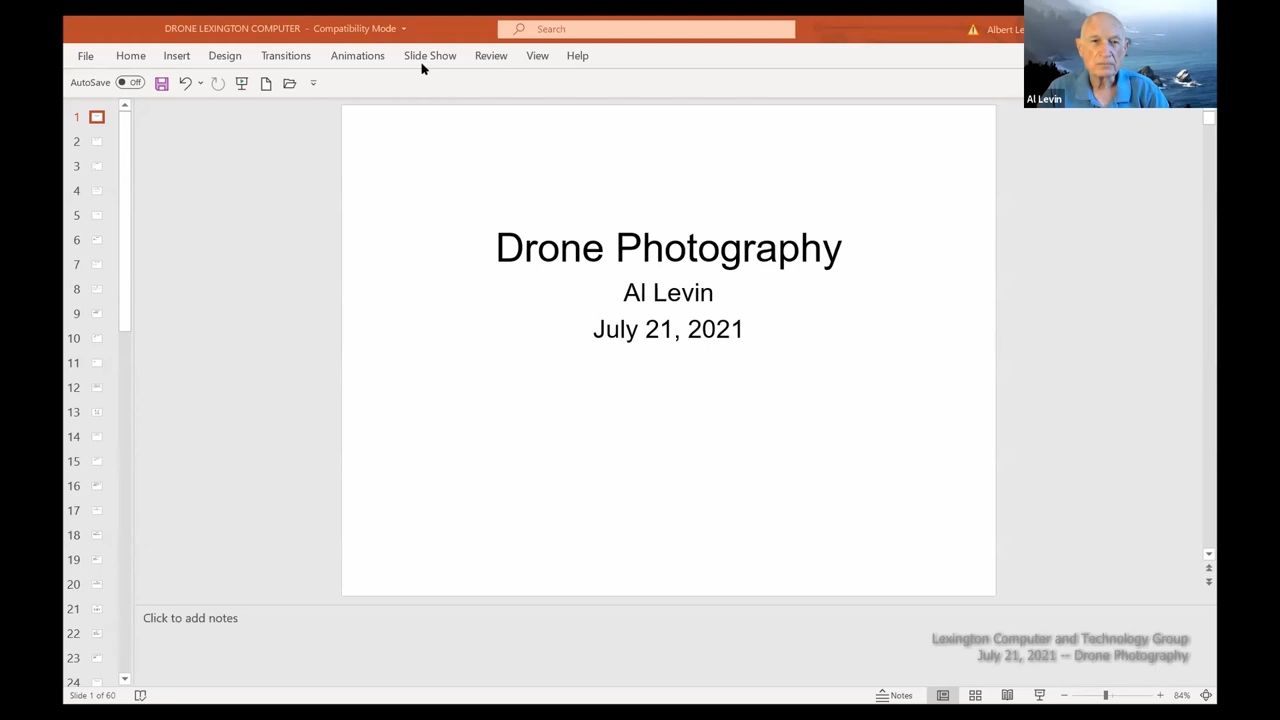 DRONE LEXINGTON COMPUTER - Compatibility Mode
Search
Albert Le
File Home Insert Design Transitions Animations Slide Show Review View Help
AutoSave Off
Al Levin
1
2
3
4
5
6
7
8
9
10
11
12
13
14
15
16
17
18
19
20
21
22
23
24
Drone Photography
Al Levin
July 21, 2021
Click to add notes
Lexington Computer and Technology Group
July 21, 2021 -- Drone Photography
Slide 1 of 60
Notes
84%